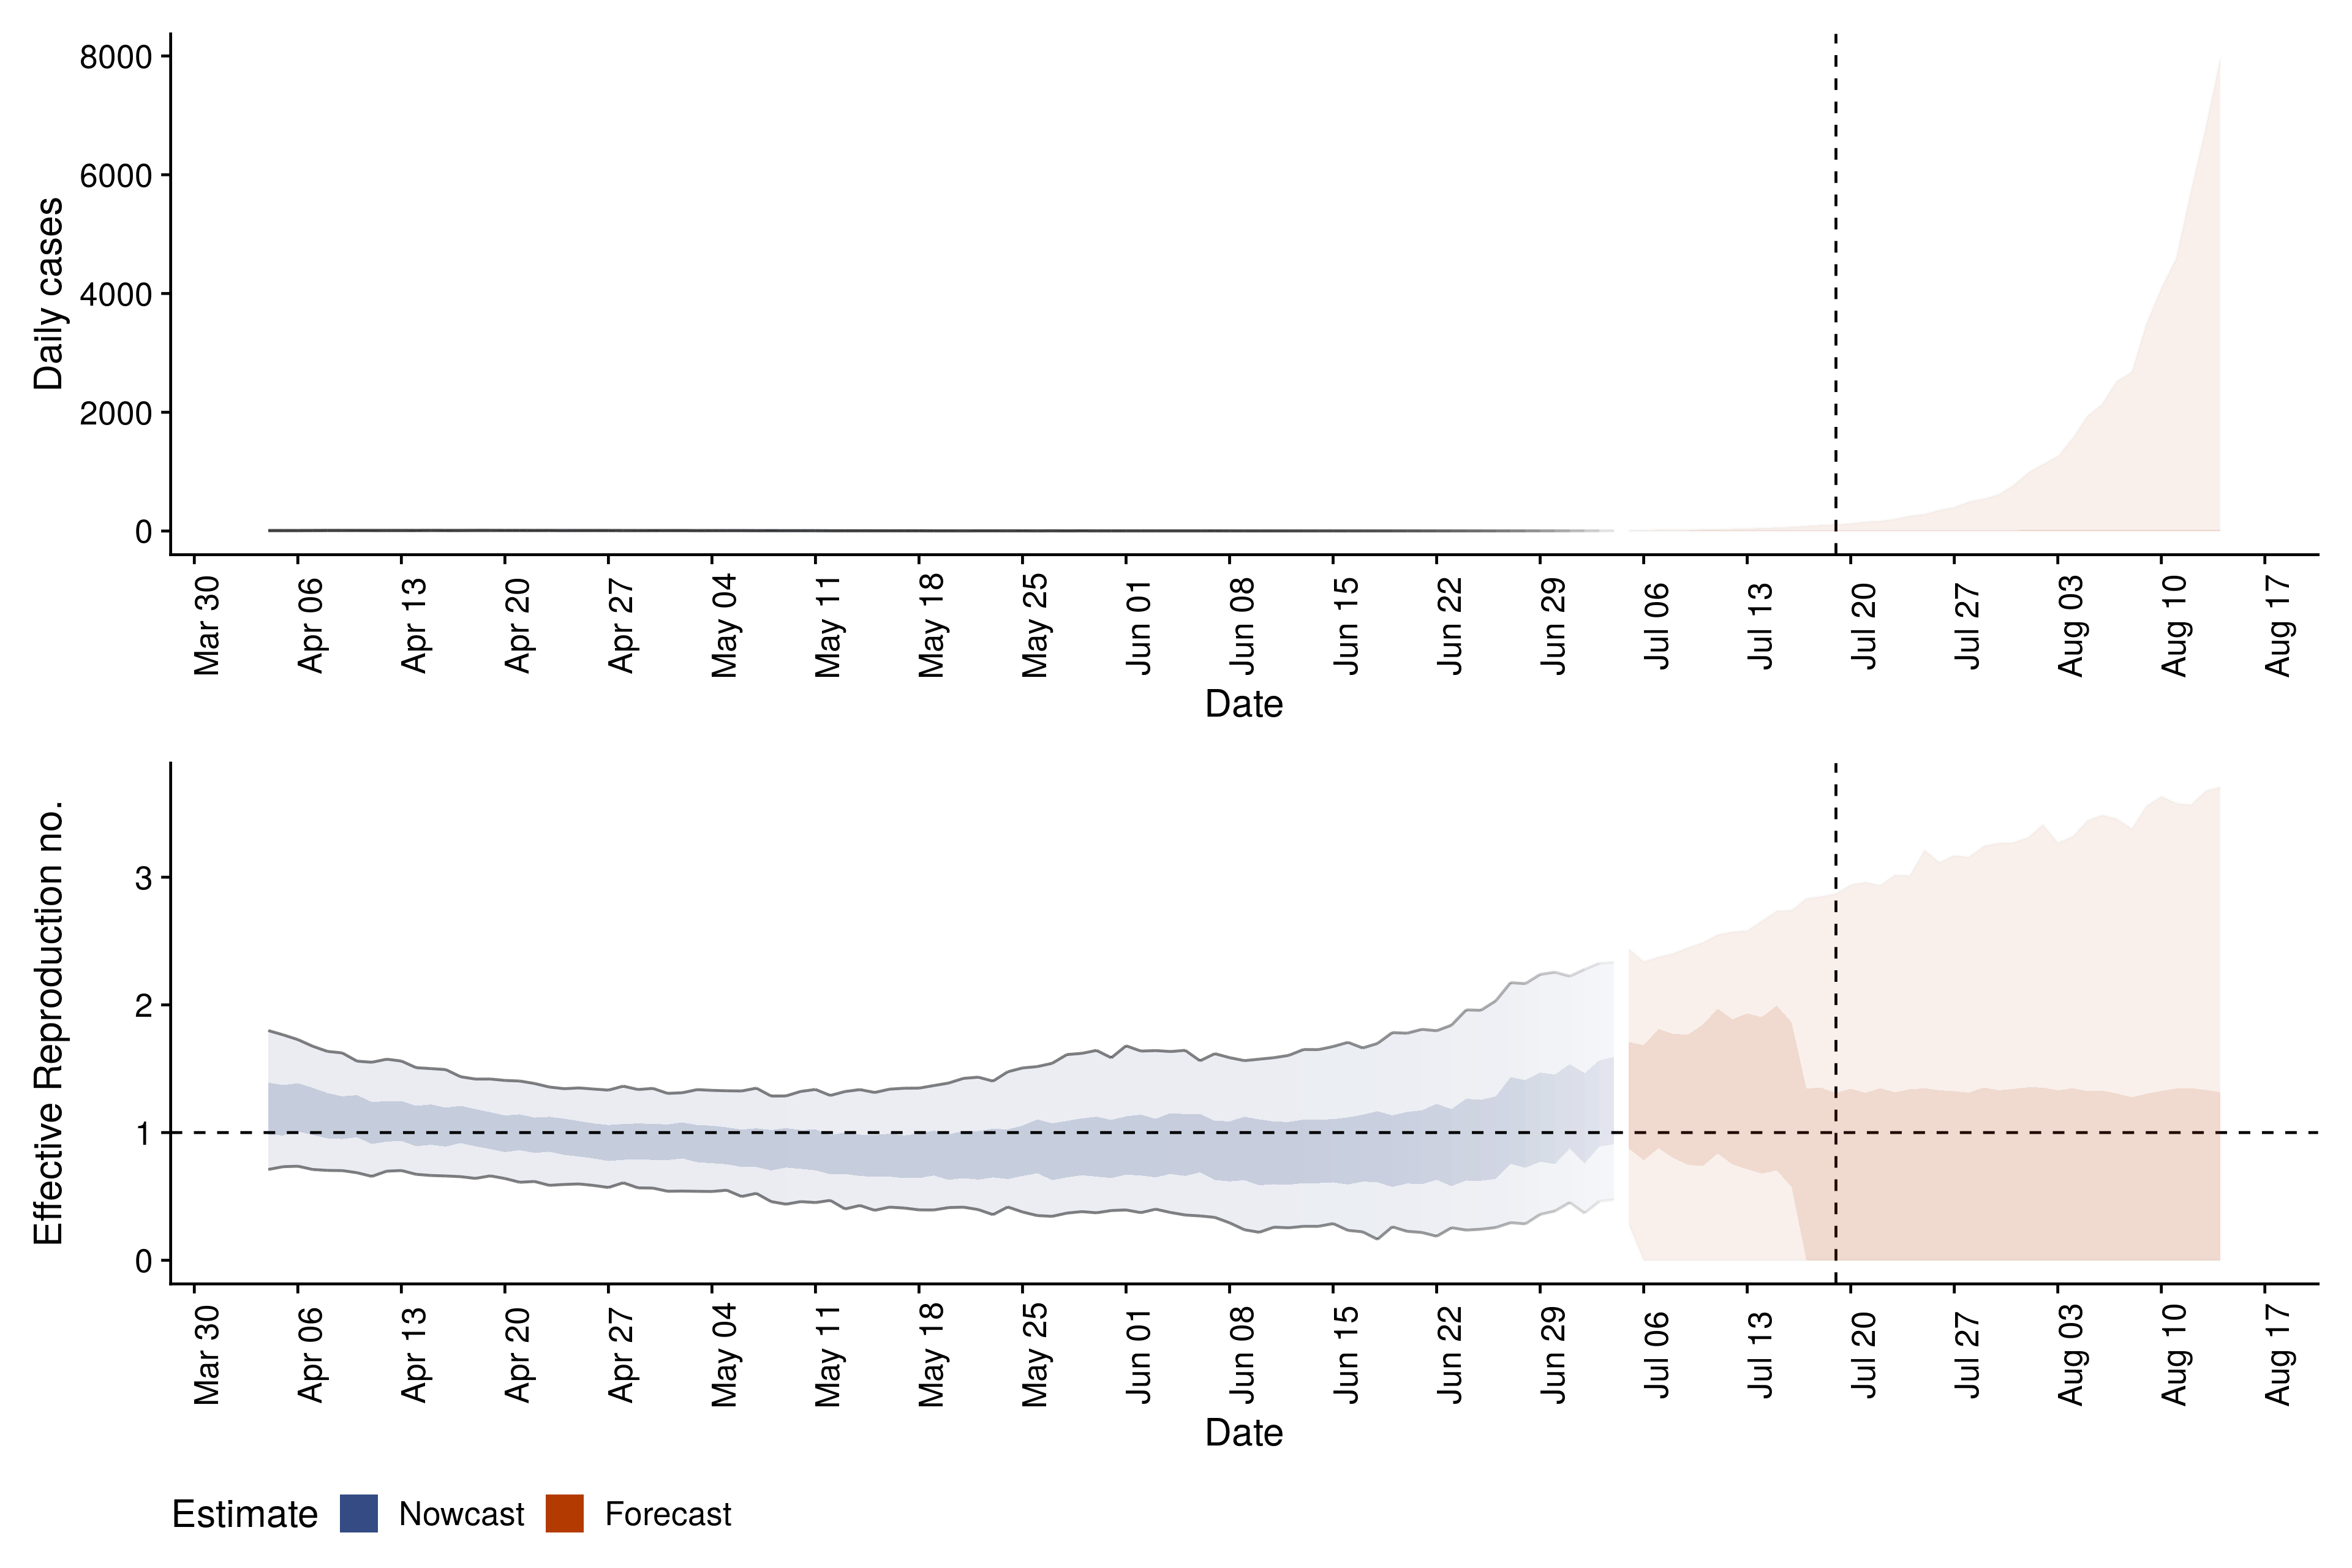 Daily cases
8000
6000
4000
2000
0
Mar 30
Apr 06
Apr 13
Apr 20
Apr 27
May 04
May 11
May 18
May 25
Jun 01
Jun 08
Jun 15
Jun 22
Jun 29
Jul 06
Jul 13
Jul 20
Jul 27
Aug 03
Aug 10
Aug 17
Date
Effective Reproduction no.
3
2
1
0
Mar 30
Apr 06
Apr 13
Apr 20
Apr 27
May 04
May 11
May 18
May 25
Jun 01
Jun 08
Jun 15
Jun 22
Jun 29
Jul 06
Jul 13
Jul 20
Jul 27
Aug 03
Aug 10
Aug 17
Date
Estimate Nowcast Forecast